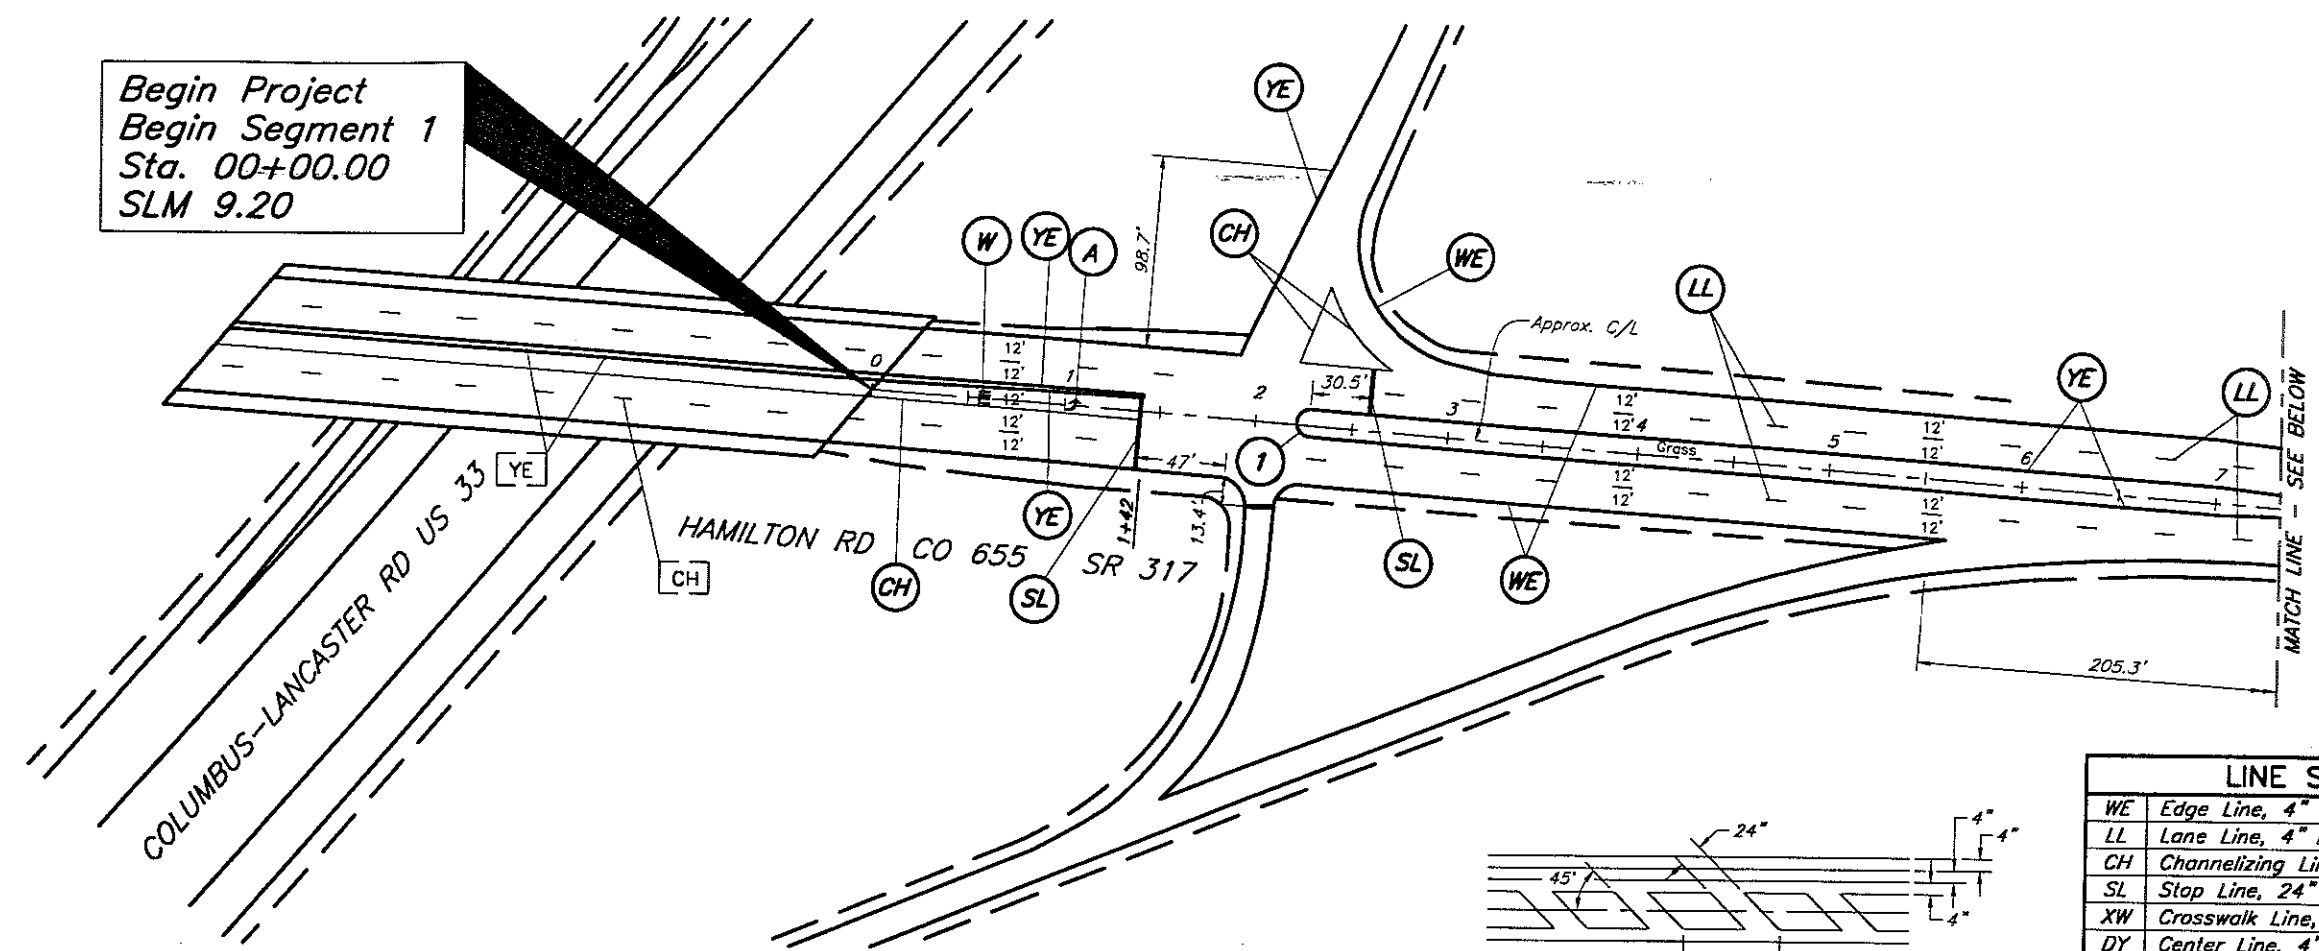 Begin Project
Begin Segment 1
Sta. 00+00.00
SLM 9.20
YE
CH
WE
98.7'
W
YE
A
LL
Approx. C/L
YE
LL
0
1
2
3
4
5
6
7
12'
12'
12'
12'
12'
30.5'
12'
12'
Grass
12'
12'
12'
12'
12'
12'
47'
13.4'
1+42
1
YE
CH
CH
YE
SL
SL
WE
HAMILTON RD CO 655 SR 317
COLUMBUS-LANCASTER RD US 33
MATCH LINE - SEE BELOW
205.3'
24"
45°
4"
4"
4"
LINE S
WE Edge Line, 4"
LL Lane Line, 4"
CH Channelizing Li
SL Stop Line, 24"
XW Crosswalk Line,
DY Center Line, 4"